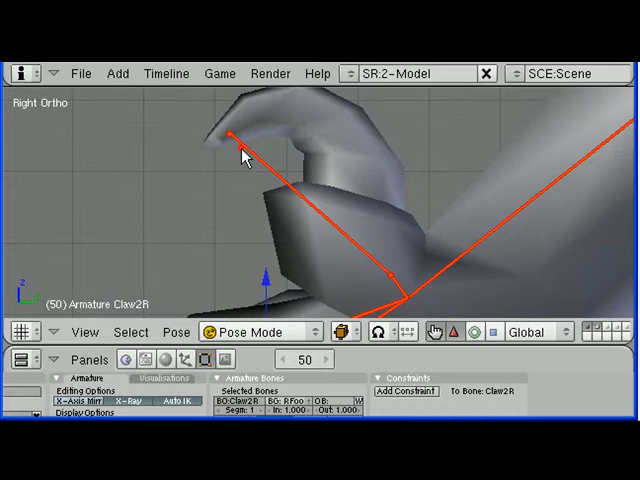 File Add Timeline Game Render Help SR:2-Model SCE:Scene
Right Ortho
z
(50) Armature Claw2R
View Select Pose Pose Mode Global
Panels 50
Armature Visualisations Armature Bones Constraints
Editing Options Selected Bones Add Constraint To Bone: Claw2R
X-Axis Mirr X-Ray Auto IK BO:Claw2R BG: RFoo OB: W
Segm: 1 In: 1.000 Out: 1.000
Display Options